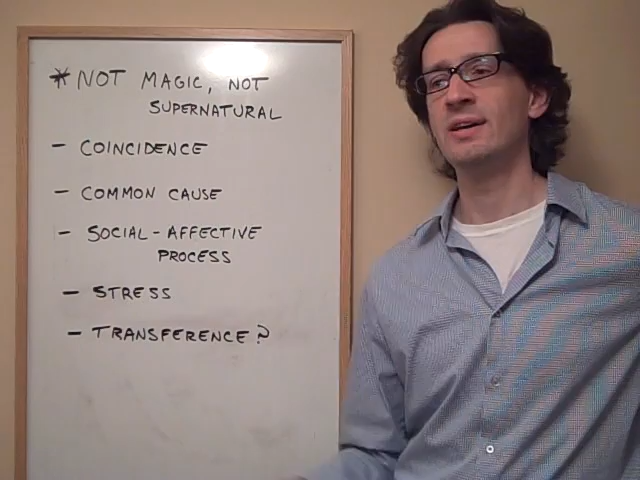 * NOT MAGIC, NOT
SUPERNATURAL
- COINCIDENCE
- COMMON CAUSE
- SOCIAL-AFFECTIVE
PROCESS
- STRESS
- TRANSFERENCE?